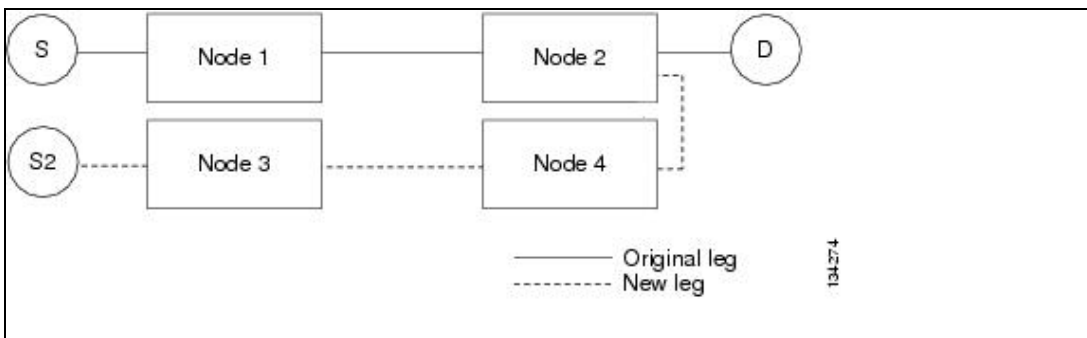 S
Node 1
Node 2
D
S2
Node 3
Node 4
Original leg
New leg
134274